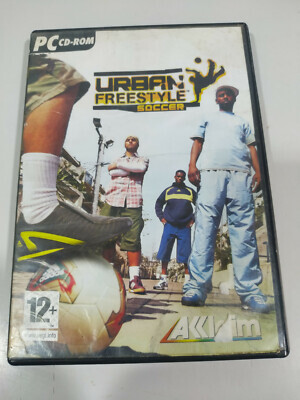 PC CD-ROM
URBAN
FREESTYLE
SOCCER
12+
AKKlaim